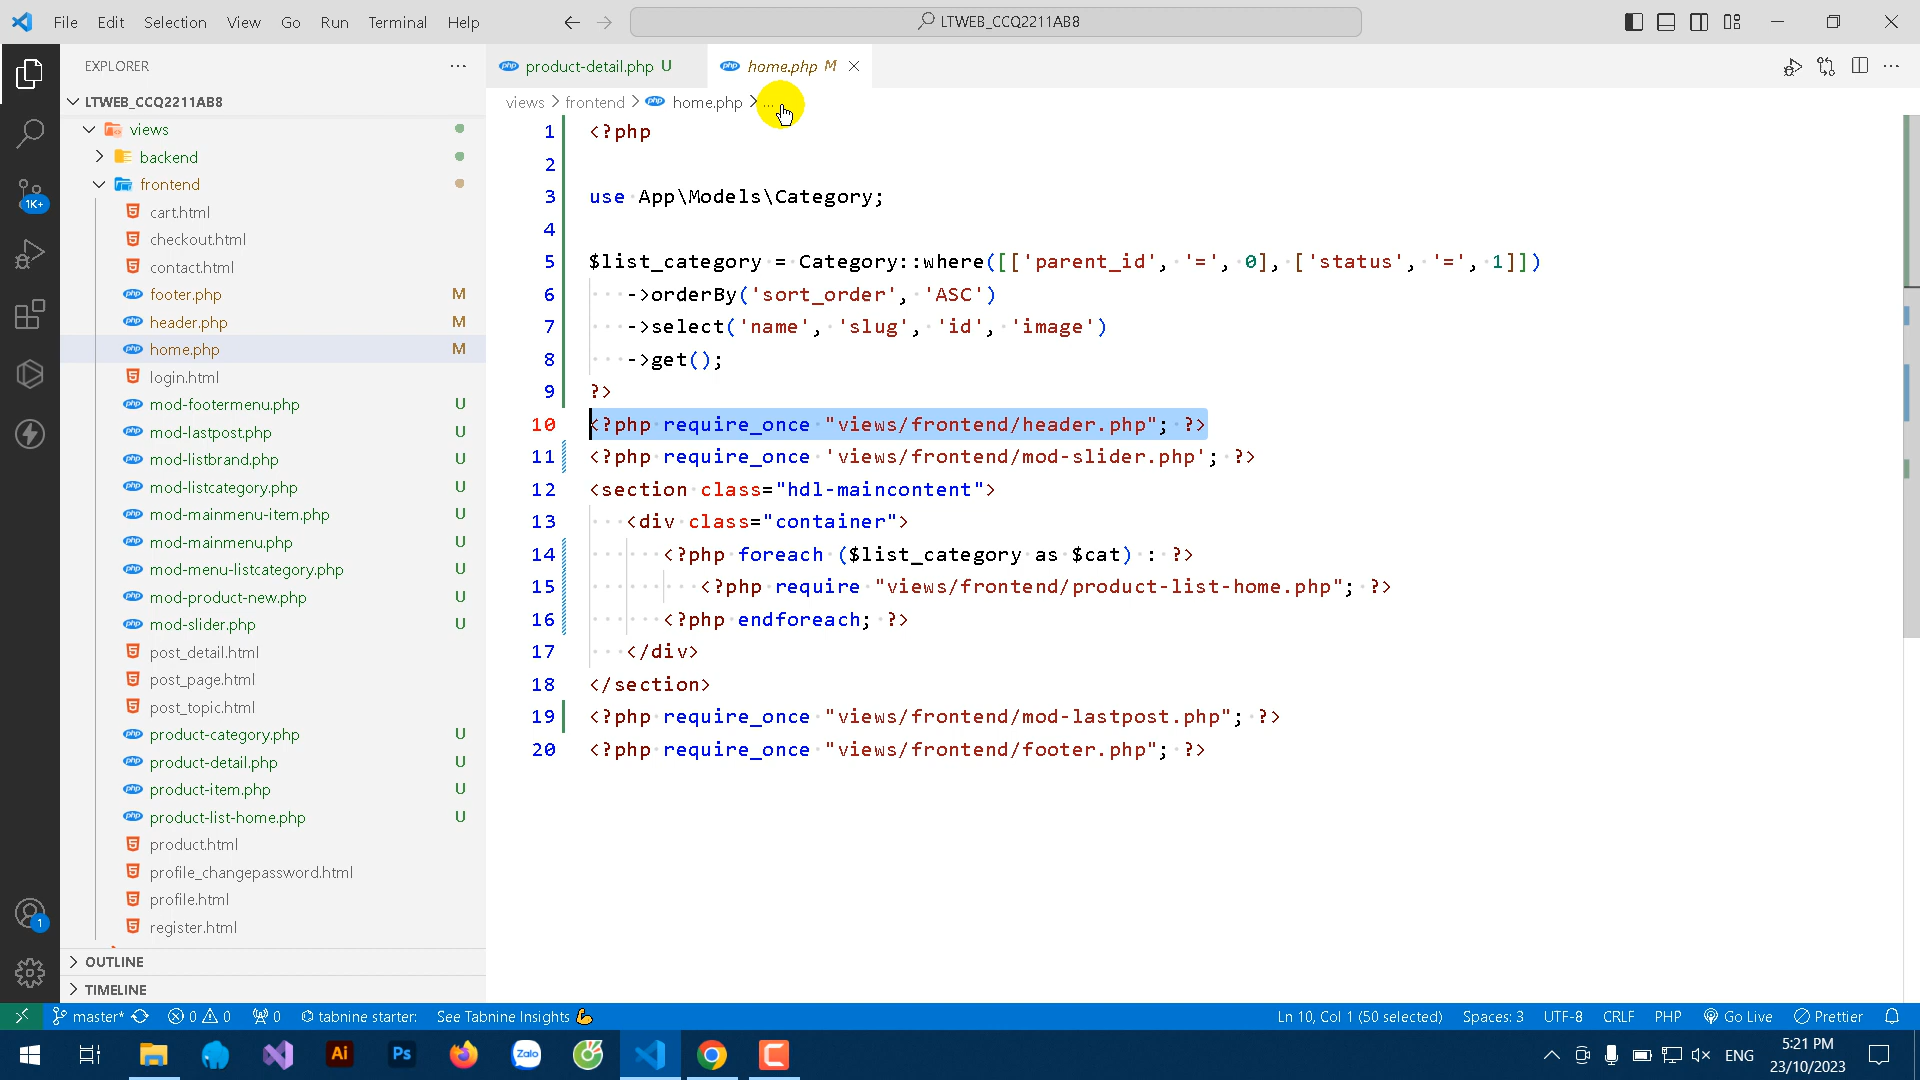 File Edit Selection View Go Run Terminal Help
LTWEB_CCQ2211AB8
EXPLORER
product-detail.php U
home.php M
LTWEB_CCQ2211AB8
views > frontend > home.php > ...
views
backend
frontend
cart.html
checkout.html
contact.html
footer.php M
header.php M
home.php M
login.html
mod-footermenu.php U
mod-lastpost.php U
mod-listbrand.php U
mod-listcategory.php U
mod-mainmenu-item.php U
mod-mainmenu.php U
mod-menu-listcategory.php U
mod-product-new.php U
mod-slider.php U
post_detail.html
post_page.html
post_topic.html
product-category.php U
product-detail.php U
product-item.php U
product-list-home.php U
product.html
profile_changepassword.html
profile.html
register.html
OUTLINE
TIMELINE
1K+
1
1 <?php
2
3 use App\Models\Category;
4
5 $list_category = Category::where([['parent_id', '=', 0], ['status', '=', 1]])
6 ->orderBy('sort_order', 'ASC')
7 ->select('name', 'slug', 'id', 'image')
8 ->get();
9 ?>
10 <?php require_once "views/frontend/header.php"; ?>
11 <?php require_once 'views/frontend/mod-slider.php'; ?>
12 <section class="hdl-maincontent">
13 <div class="container">
14 <?php foreach ($list_category as $cat) : ?>
15 <?php require "views/frontend/product-list-home.php"; ?>
16 <?php endforeach; ?>
17 </div>
18 </section>
19 <?php require_once "views/frontend/mod-lastpost.php"; ?>
20 <?php require_once "views/frontend/footer.php"; ?>
master* 0 0 0 tabnine starter: See Tabnine Insights Ln 10, Col 1 (50 selected) Spaces: 3 UTF-8 CRLF PHP Go Live Prettier
Ai Ps Zalo ENG
5:21 PM
23/10/2023